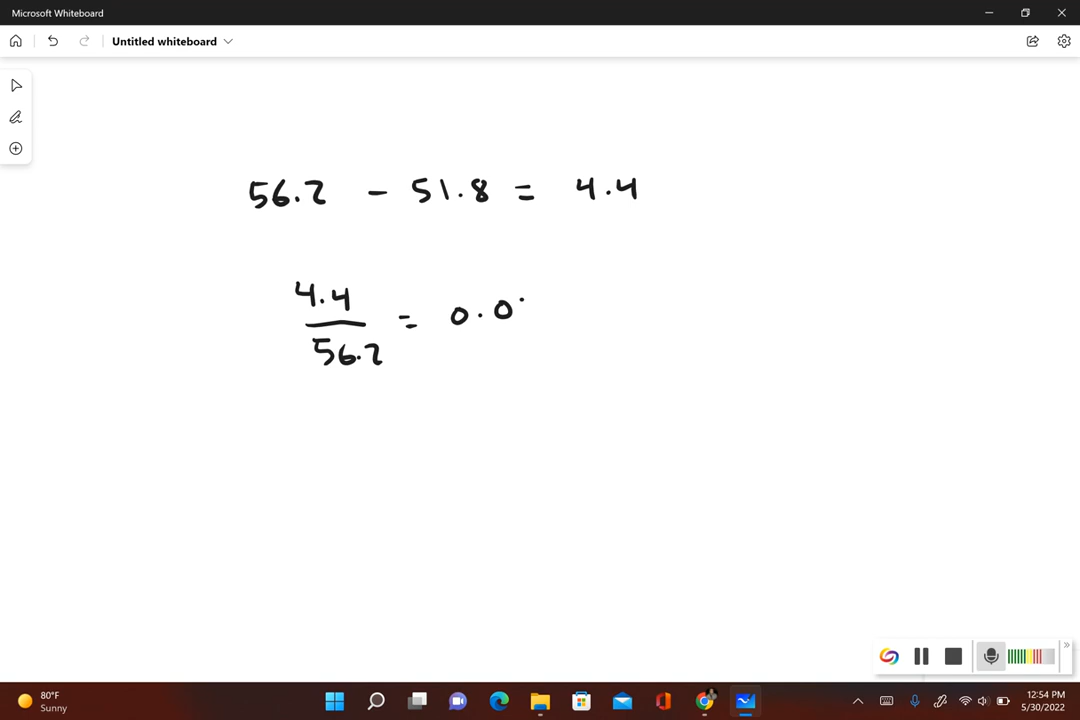 Microsoft Whiteboard
Untitled whiteboard
56.2 - 51.8 = 4.4
4.4
56.2
= 0.0
80°F
Sunny
12:54 PM
5/30/2022